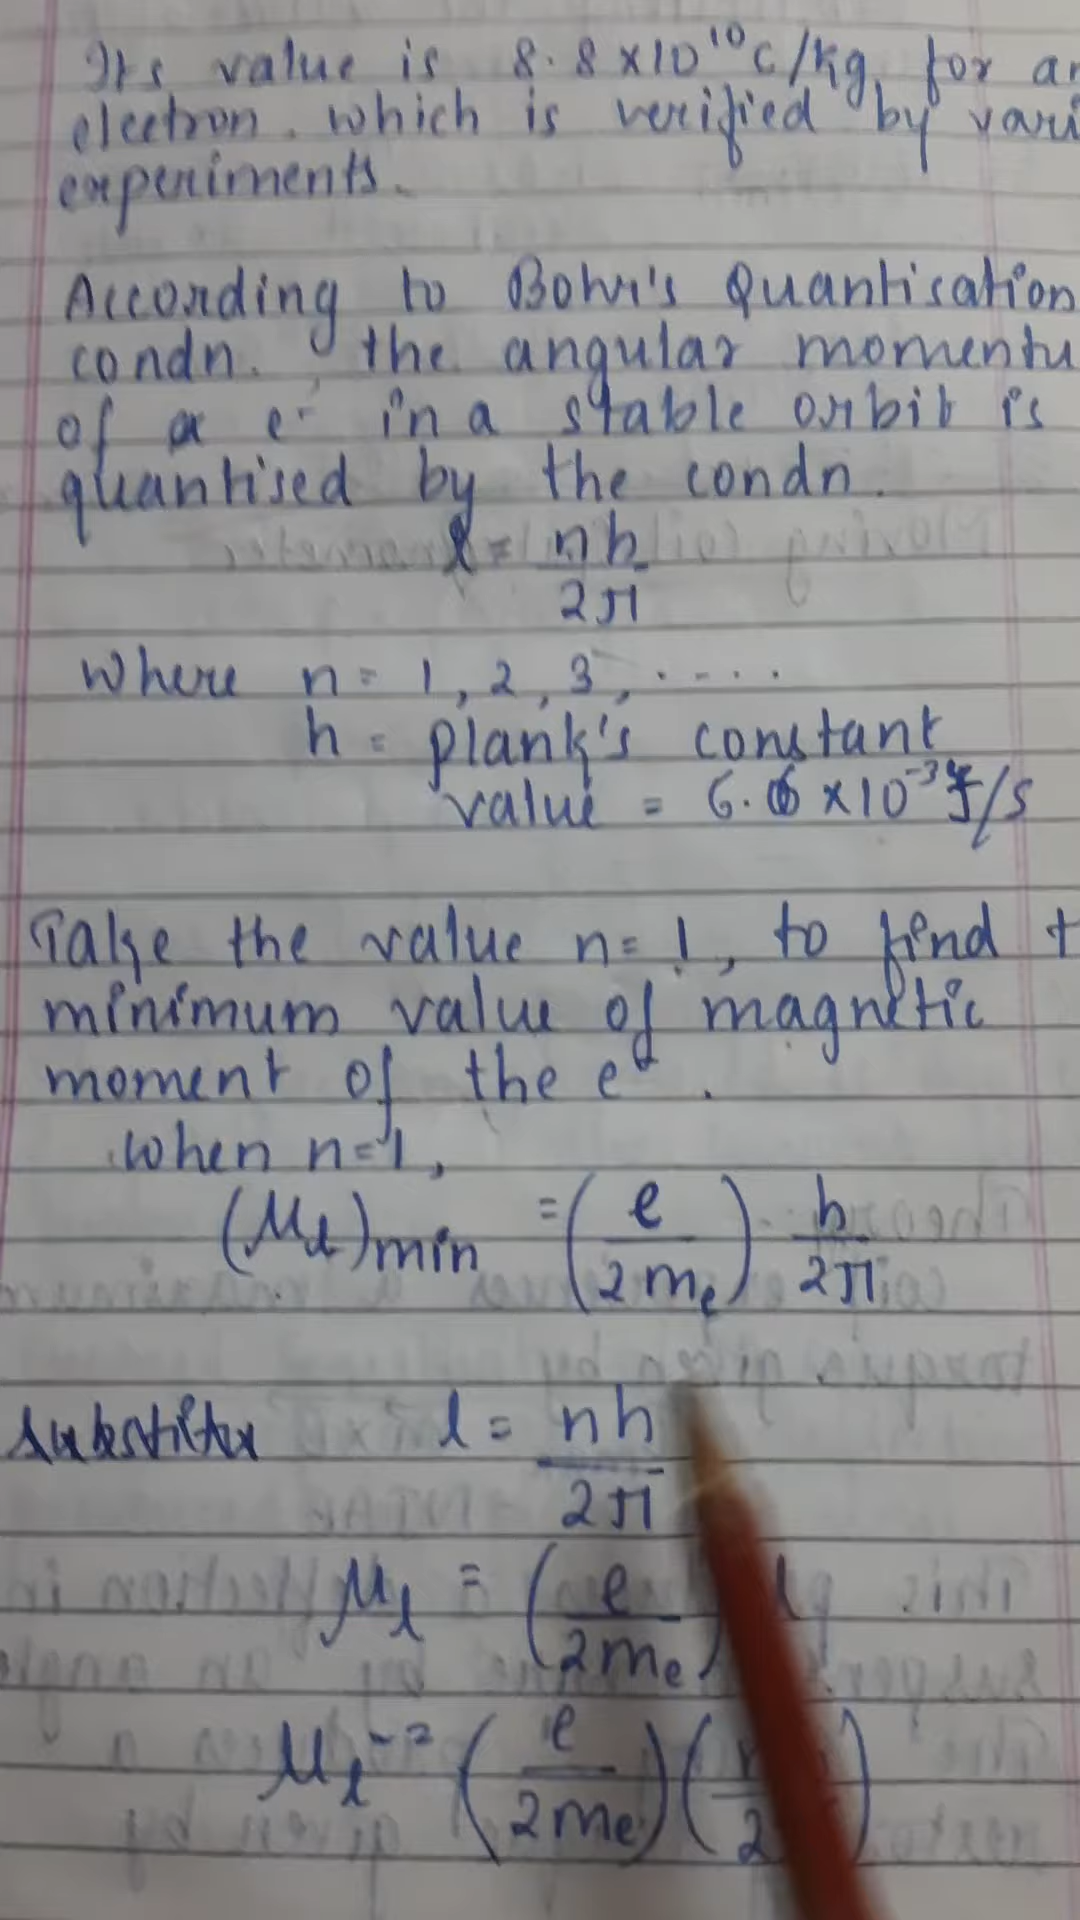 Its value is 8.8×10¹⁰c/kg. for an
electron. which is verified by vari
experiments.
According to Bohr's Quantisation
condn. the angular momentu
of a e⁻ in a stable orbit is
quantised by the condn.
l = nh/2π
where n = 1, 2, 3, .....
h = plank's constant
value = 6.6×10⁻³⁴J/s
Take the value n=1, to find t
minimum value of magnetic
moment of the e⁻.
when n=1,
(μl)min = (e/2me) h/2π
l = nh/2π
μl = (e/2me) l
μl = (e/2me)(